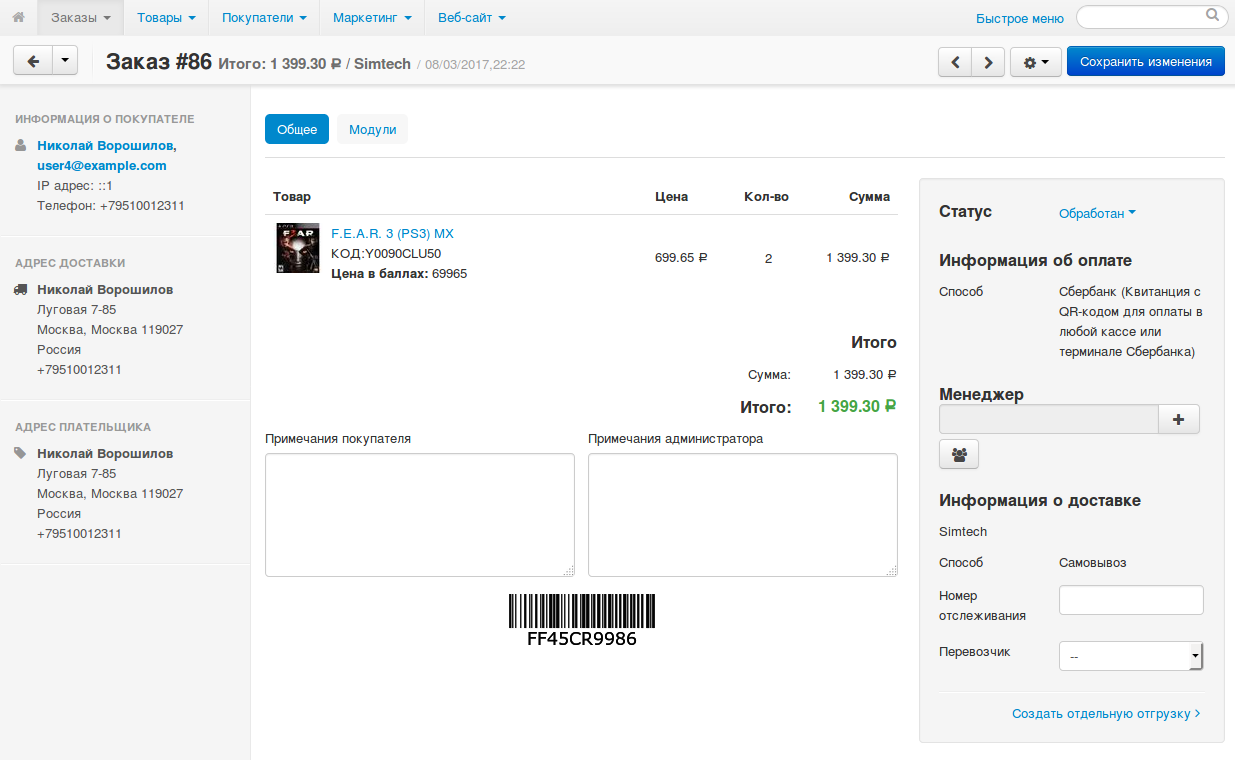 Заказы Товары Покупатели Маркетинг Веб-сайт Быстрое меню
Заказ #86 Итого: 1 399.30 ₽ / Simtech / 08/03/2017,22:22
Сохранить изменения
ИНФОРМАЦИЯ О ПОКУПАТЕЛЕ
Николай Ворошилов,
user4@example.com
IP адрес: ::1
Телефон: +79510012311
АДРЕС ДОСТАВКИ
Николай Ворошилов
Луговая 7-85
Москва, Москва 119027
Россия
+79510012311
АДРЕС ПЛАТЕЛЬЩИКА
Николай Ворошилов
Луговая 7-85
Москва, Москва 119027
Россия
+79510012311
Общее Модули
Товар Цена Кол-во Сумма
F.E.A.R. 3 (PS3) MX
КОД:Y0090CLU50
Цена в баллах: 69965
699.65 ₽ 2 1 399.30 ₽
Итого
Сумма: 1 399.30 ₽
Итого: 1 399.30 ₽
Примечания покупателя Примечания администратора
FF45CR9986
Статус Обработан
Информация об оплате
Способ Сбербанк (Квитанция с
QR-кодом для оплаты в
любой кассе или
терминале Сбербанка)
Менеджер
Информация о доставке
Simtech
Способ Самовывоз
Номер
отслеживания
Перевозчик --
Создать отдельную отгрузку